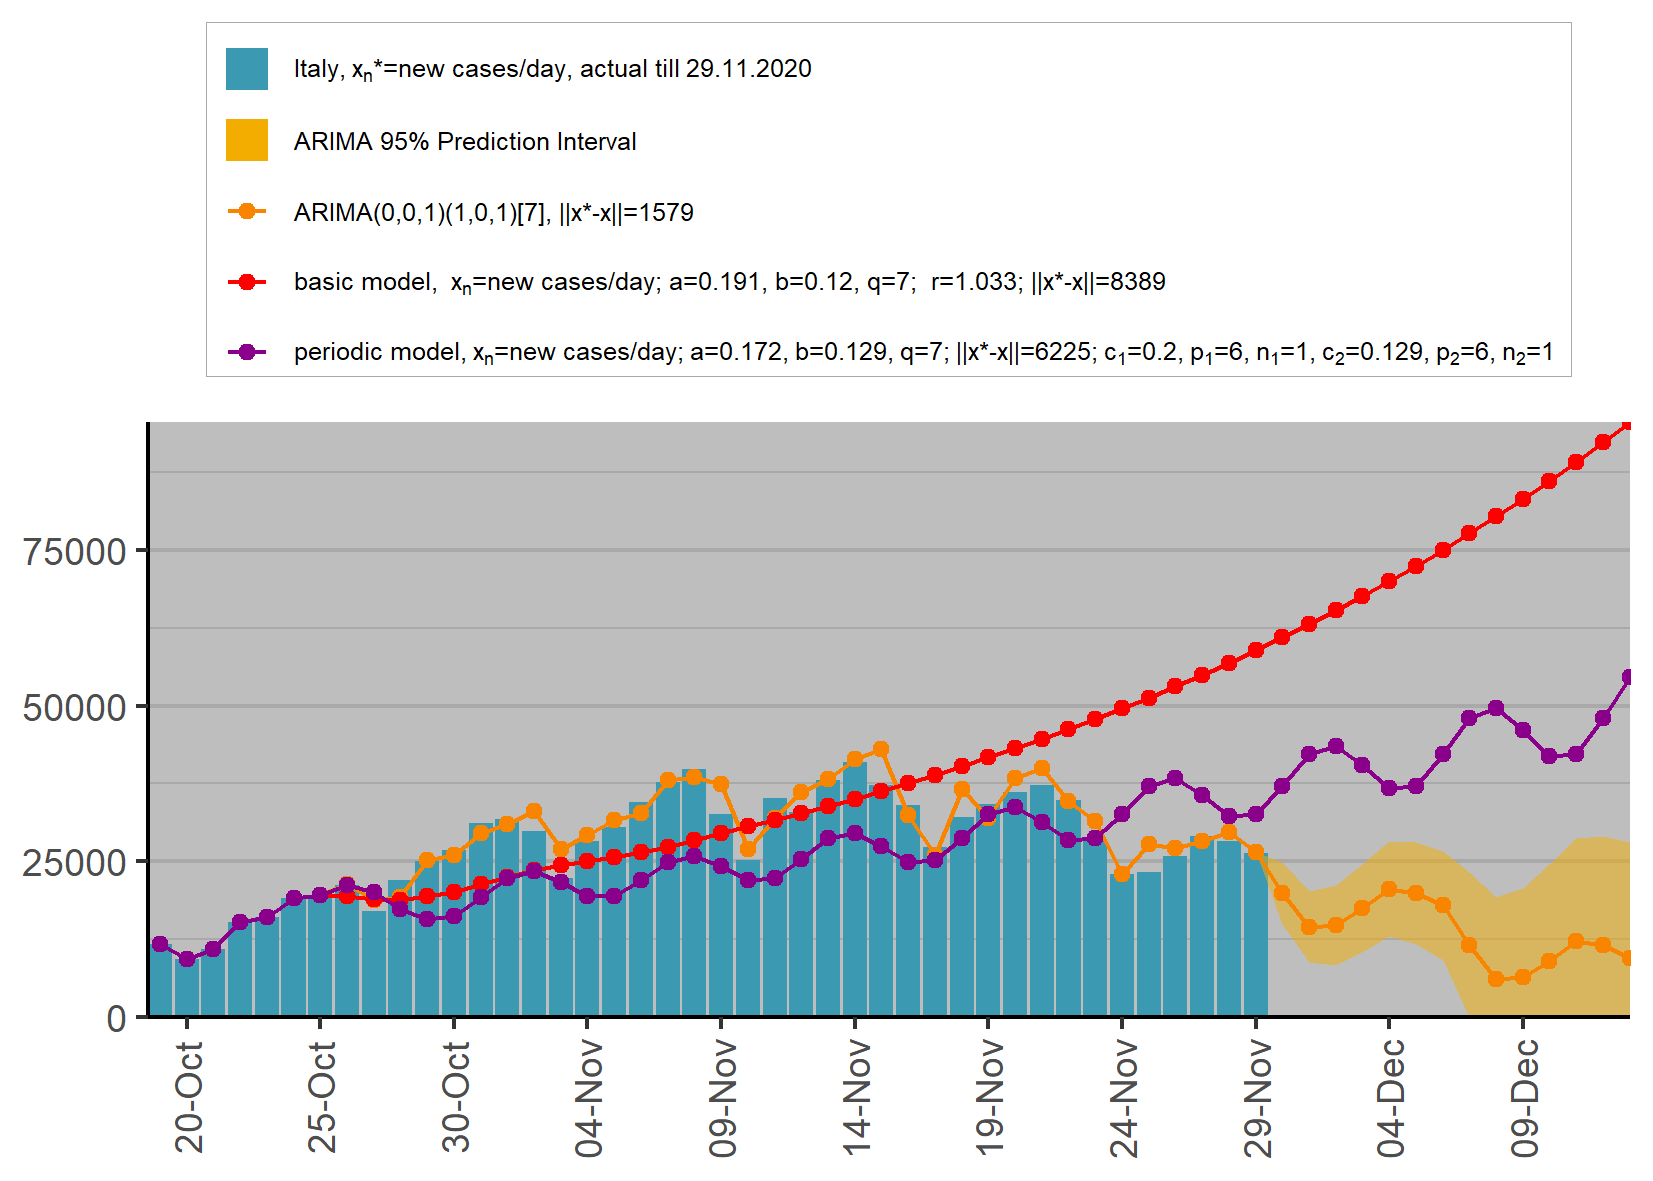 Italy, xₙ*=new cases/day, actual till 29.11.2020
ARIMA 95% Prediction Interval
ARIMA(0,0,1)(1,0,1)[7], ||x*-x||=1579
basic model,  xₙ=new cases/day; a=0.191, b=0.12, q=7;  r=1.033; ||x*-x||=8389
periodic model, xₙ=new cases/day; a=0.172, b=0.129, q=7; ||x*-x||=6225; c₁=0.2, p₁=6, n₁=1, c₂=0.129, p₂=6, n₂=1
75000
50000
25000
0
20-Oct
25-Oct
30-Oct
04-Nov
09-Nov
14-Nov
19-Nov
24-Nov
29-Nov
04-Dec
09-Dec